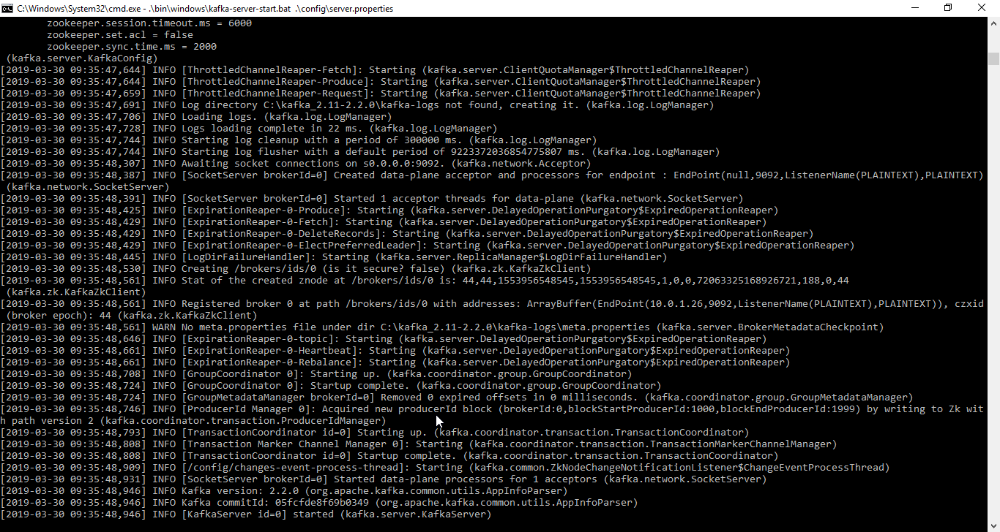 C:\Windows\System32\cmd.exe - .\bin\windows\kafka-server-start.bat .\config\server.properties
zookeeper.session.timeout.ms = 6000
zookeeper.set.acl = false
zookeeper.sync.time.ms = 2000
(kafka.server.KafkaConfig)
[2019-03-30 09:35:47,644] INFO [ThrottledChannelReaper-Fetch]: Starting (kafka.server.ClientQuotaManager$ThrottledChannelReaper)
[2019-03-30 09:35:47,644] INFO [ThrottledChannelReaper-Produce]: Starting (kafka.server.ClientQuotaManager$ThrottledChannelReaper)
[2019-03-30 09:35:47,659] INFO [ThrottledChannelReaper-Request]: Starting (kafka.server.ClientQuotaManager$ThrottledChannelReaper)
[2019-03-30 09:35:47,691] INFO Log directory C:\kafka_2.11-2.2.0\kafka-logs not found, creating it. (kafka.log.LogManager)
[2019-03-30 09:35:47,706] INFO Loading logs. (kafka.log.LogManager)
[2019-03-30 09:35:47,728] INFO Logs loading complete in 22 ms. (kafka.log.LogManager)
[2019-03-30 09:35:47,744] INFO Starting log cleanup with a period of 300000 ms. (kafka.log.LogManager)
[2019-03-30 09:35:47,744] INFO Starting log flusher with a default period of 9223372036854775807 ms. (kafka.log.LogManager)
[2019-03-30 09:35:48,307] INFO Awaiting socket connections on s0.0.0.0:9092. (kafka.network.Acceptor)
[2019-03-30 09:35:48,387] INFO [SocketServer brokerId=0] Created data-plane acceptor and processors for endpoint : EndPoint(null,9092,ListenerName(PLAINTEXT),PLAINTEXT)
(kafka.network.SocketServer)
[2019-03-30 09:35:48,391] INFO [SocketServer brokerId=0] Started 1 acceptor threads for data-plane (kafka.network.SocketServer)
[2019-03-30 09:35:48,425] INFO [ExpirationReaper-0-Produce]: Starting (kafka.server.DelayedOperationPurgatory$ExpiredOperationReaper)
[2019-03-30 09:35:48,429] INFO [ExpirationReaper-0-Fetch]: Starting (kafka.server.DelayedOperationPurgatory$ExpiredOperationReaper)
[2019-03-30 09:35:48,429] INFO [ExpirationReaper-0-DeleteRecords]: Starting (kafka.server.DelayedOperationPurgatory$ExpiredOperationReaper)
[2019-03-30 09:35:48,429] INFO [ExpirationReaper-0-ElectPreferredLeader]: Starting (kafka.server.DelayedOperationPurgatory$ExpiredOperationReaper)
[2019-03-30 09:35:48,445] INFO [LogDirFailureHandler]: Starting (kafka.server.ReplicaManager$LogDirFailureHandler)
[2019-03-30 09:35:48,530] INFO Creating /brokers/ids/0 (is it secure? false) (kafka.zk.KafkaZkClient)
[2019-03-30 09:35:48,561] INFO Stat of the created znode at /brokers/ids/0 is: 44,44,1553956548545,1553956548545,1,0,0,72063325168926721,188,0,44
(kafka.zk.KafkaZkClient)
[2019-03-30 09:35:48,561] INFO Registered broker 0 at path /brokers/ids/0 with addresses: ArrayBuffer(EndPoint(10.0.1.26,9092,ListenerName(PLAINTEXT),PLAINTEXT)), czxid
(broker epoch): 44 (kafka.zk.KafkaZkClient)
[2019-03-30 09:35:48,561] WARN No meta.properties file under dir C:\kafka_2.11-2.2.0\kafka-logs\meta.properties (kafka.server.BrokerMetadataCheckpoint)
[2019-03-30 09:35:48,646] INFO [ExpirationReaper-0-topic]: Starting (kafka.server.DelayedOperationPurgatory$ExpiredOperationReaper)
[2019-03-30 09:35:48,661] INFO [ExpirationReaper-0-Heartbeat]: Starting (kafka.server.DelayedOperationPurgatory$ExpiredOperationReaper)
[2019-03-30 09:35:48,661] INFO [ExpirationReaper-0-Rebalance]: Starting (kafka.server.DelayedOperationPurgatory$ExpiredOperationReaper)
[2019-03-30 09:35:48,708] INFO [GroupCoordinator 0]: Starting up. (kafka.coordinator.group.GroupCoordinator)
[2019-03-30 09:35:48,724] INFO [GroupCoordinator 0]: Startup complete. (kafka.coordinator.group.GroupCoordinator)
[2019-03-30 09:35:48,724] INFO [GroupMetadataManager brokerId=0] Removed 0 expired offsets in 0 milliseconds. (kafka.coordinator.group.GroupMetadataManager)
[2019-03-30 09:35:48,746] INFO [ProducerId Manager 0]: Acquired new producerId block (brokerId:0,blockStartProducerId:1000,blockEndProducerId:1999) by writing to Zk wit
h path version 2 (kafka.coordinator.transaction.ProducerIdManager)
[2019-03-30 09:35:48,793] INFO [TransactionCoordinator id=0] Starting up. (kafka.coordinator.transaction.TransactionCoordinator)
[2019-03-30 09:35:48,808] INFO [Transaction Marker Channel Manager 0]: Starting (kafka.coordinator.transaction.TransactionMarkerChannelManager)
[2019-03-30 09:35:48,808] INFO [TransactionCoordinator id=0] Startup complete. (kafka.coordinator.transaction.TransactionCoordinator)
[2019-03-30 09:35:48,909] INFO [/config/changes-event-process-thread]: Starting (kafka.common.ZkNodeChangeNotificationListener$ChangeEventProcessThread)
[2019-03-30 09:35:48,931] INFO [SocketServer brokerId=0] Started data-plane processors for 1 acceptors (kafka.network.SocketServer)
[2019-03-30 09:35:48,946] INFO Kafka version: 2.2.0 (org.apache.kafka.common.utils.AppInfoParser)
[2019-03-30 09:35:48,946] INFO Kafka commitId: 05fcfde8f69b0349 (org.apache.kafka.common.utils.AppInfoParser)
[2019-03-30 09:35:48,946] INFO [KafkaServer id=0] started (kafka.server.KafkaServer)